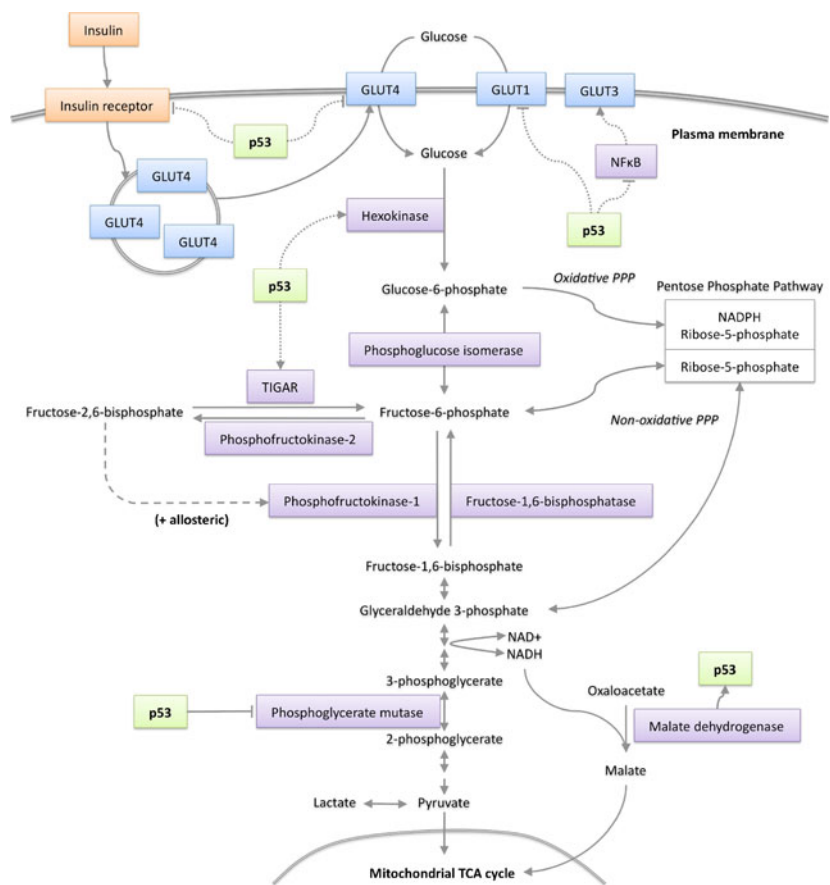 Insulin
Glucose
GLUT4
GLUT1
GLUT3
Insulin receptor
p53
Plasma membrane
Glucose
NFκB
GLUT4
GLUT4
GLUT4
Hexokinase
p53
p53
Oxidative PPP
Pentose Phosphate Pathway
Glucose-6-phosphate
NADPH
Ribose-5-phosphate
Phosphoglucose isomerase
Ribose-5-phosphate
TIGAR
Fructose-2,6-bisphosphate
Fructose-6-phosphate
Non-oxidative PPP
Phosphofructokinase-2
Phosphofructokinase-1
Fructose-1,6-bisphosphatase
(+ allosteric)
Fructose-1,6-bisphosphate
Glyceraldehyde 3-phosphate
NAD+
NADH
3-phosphoglycerate
p53
Oxaloacetate
p53
Phosphoglycerate mutase
Malate dehydrogenase
2-phosphoglycerate
Malate
Lactate
Pyruvate
Mitochondrial TCA cycle